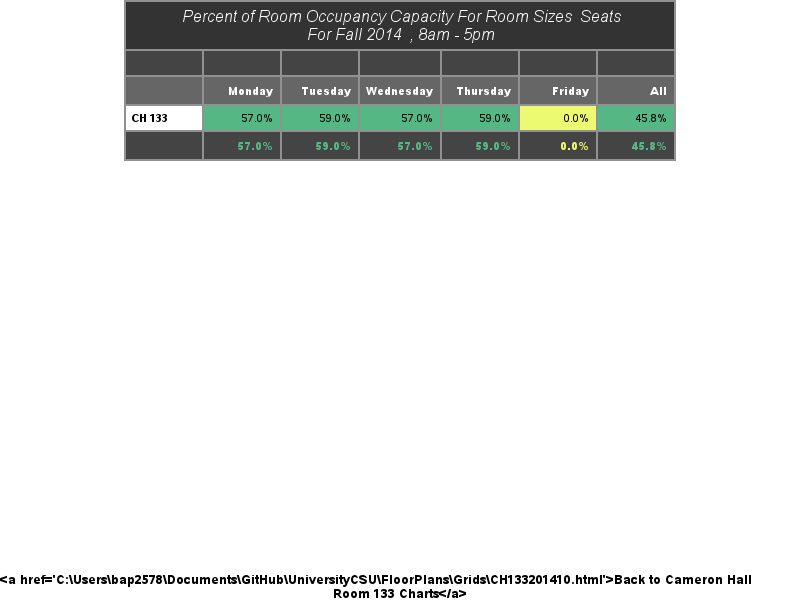 Percent of Room Occupancy Capacity For Room Sizes  Seats
For Fall 2014  , 8am - 5pm
Monday Tuesday Wednesday Thursday Friday All
CH 133 57.0% 59.0% 57.0% 59.0% 0.0% 45.8%
57.0% 59.0% 57.0% 59.0% 0.0% 45.8%
<a href='C:\Users\bap2578\Documents\GitHub\UniversityCSU\FloorPlans\Grids\CH133201410.html'>Back to Cameron Hall
Room 133 Charts</a>